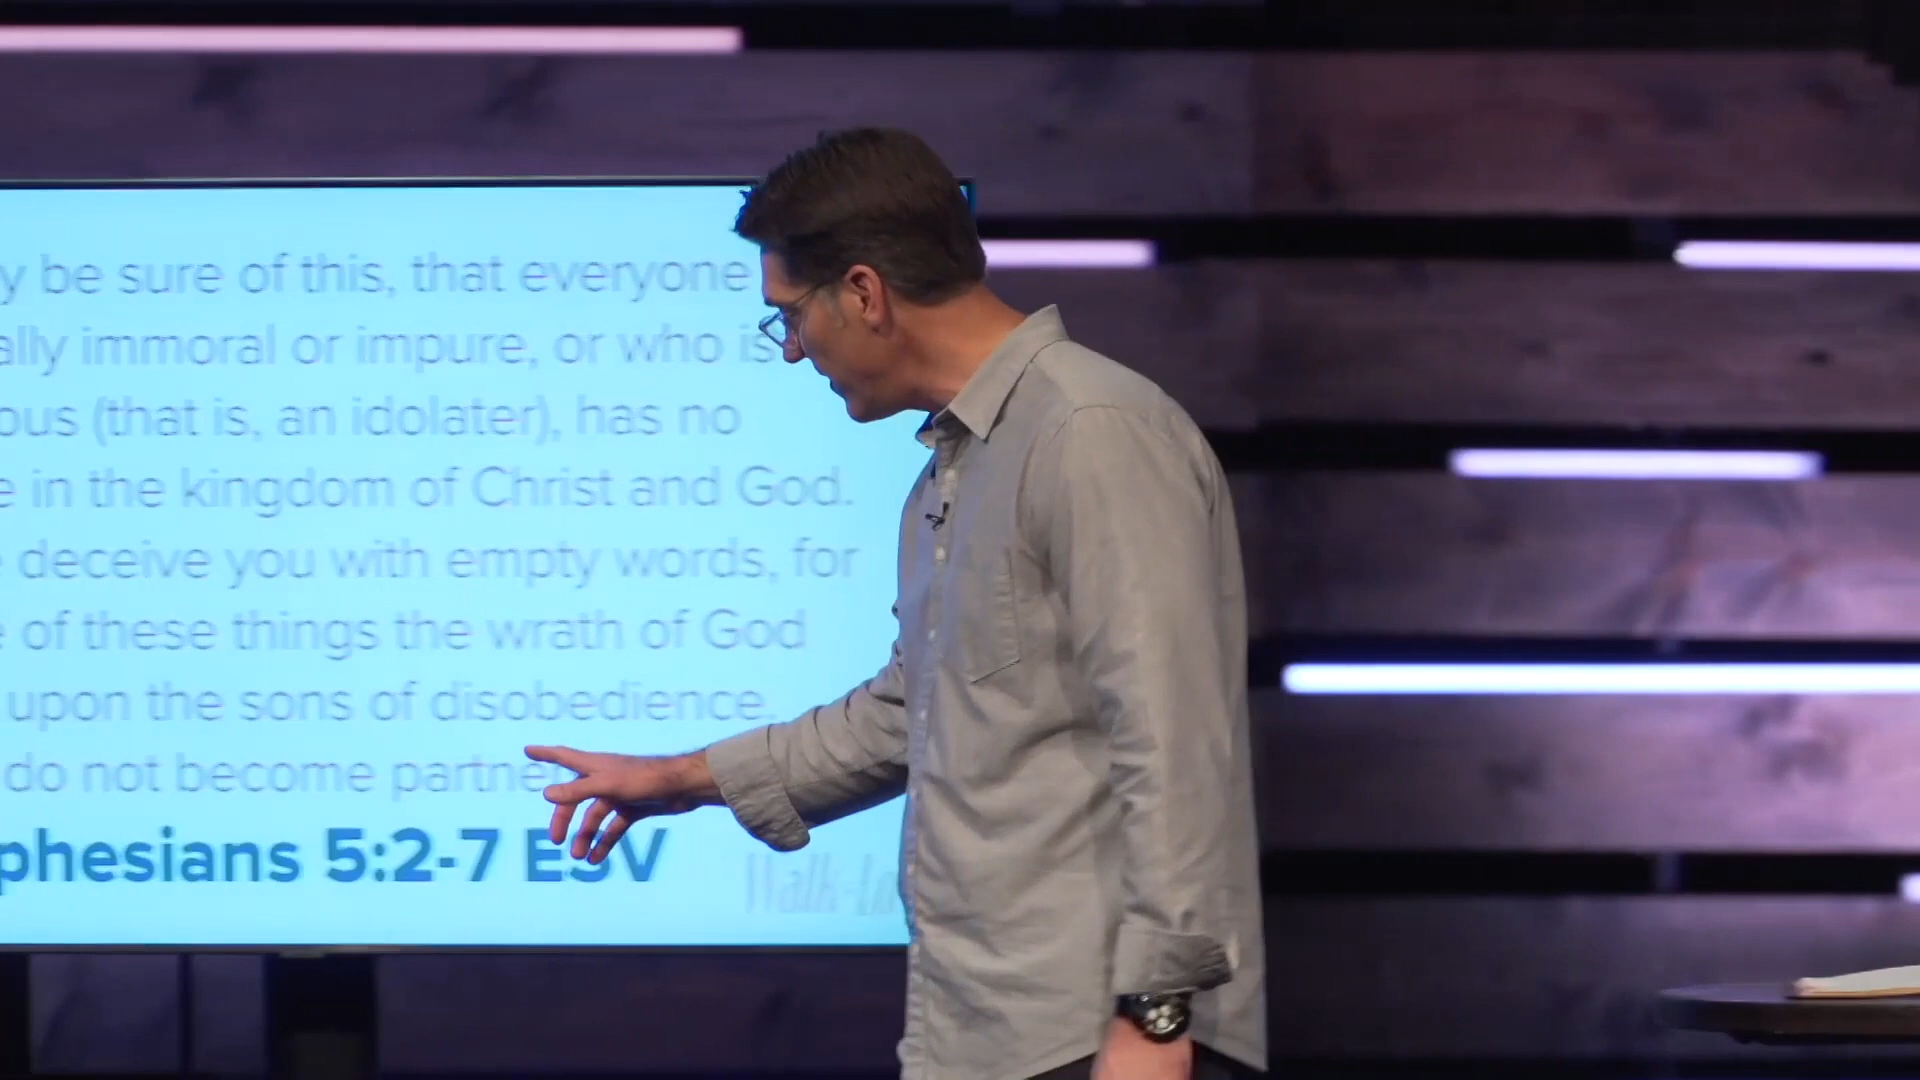 y be sure of this, that everyone
ally immoral or impure, or who is
ous (that is, an idolater), has no
e in the kingdom of Christ and God.
e deceive you with empty words, for
e of these things the wrath of God
upon the sons of disobedience.
do not become partne
phesians 5:2-7 ESV
Walk-